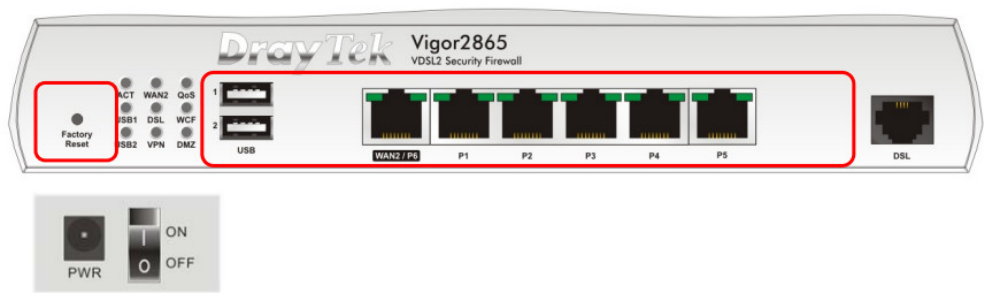 DrayTek Vigor2865
VDSL2 Security Firewall
ACT WAN2 QoS
USB1 DSL WCF
USB2 VPN DMZ
Factory
Reset
1
2
USB
WAN2 / P6 P1 P2 P3 P4 P5
DSL
PWR
I ON
O OFF